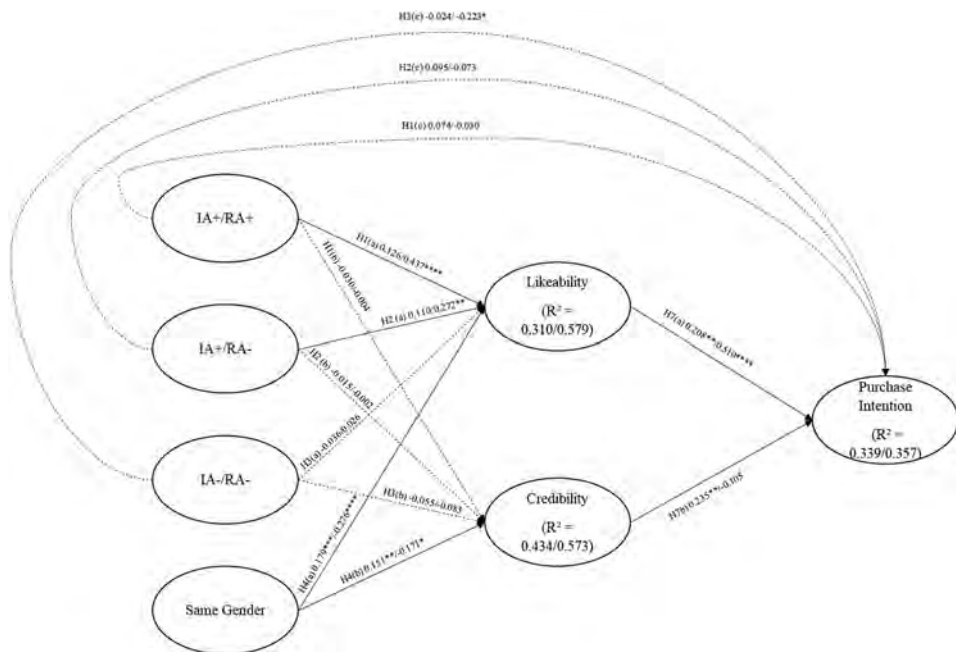 H3(c) -0.024/ -0.223*
H2(c) 0.095/-0.073
H1(c) 0.074/-0.030
IA+/RA+
H1(a) 0.126/0.437****
H1(b) -0.030/-0.004
Likeability
(R² =
0.310/0.579)
IA+/RA-
H2 (a) 0.110/0.272**
H2 (b) -0.015/-0.002
H7(a) 0.208**/0.510****
Purchase
Intention
(R² =
0.339/0.357)
IA-/RA-
H3(a) -0.036/0.026
H3(b) -0.055/-0.083
Credibility
(R² =
0.434/0.573)
H7b) 0.235**/-0.105
Same Gender
H4(a) 0.179***/-0.276****
H4(b) 0.151**/-0.171*